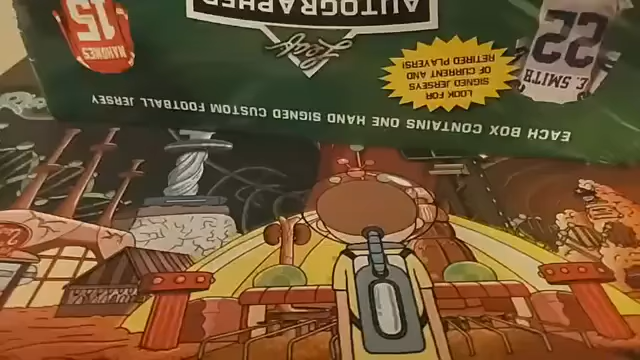 EACH BOX CONTAINS ONE HAND SIGNED CUSTOM FOOTBALL JERSEY
LOOK FOR
SIGNED JERSEYS
OF CURRENT AND
RETIRED PLAYERS!
E. SMITH
22
Leaf
AUTOGRAPHED
MAHOMES
15